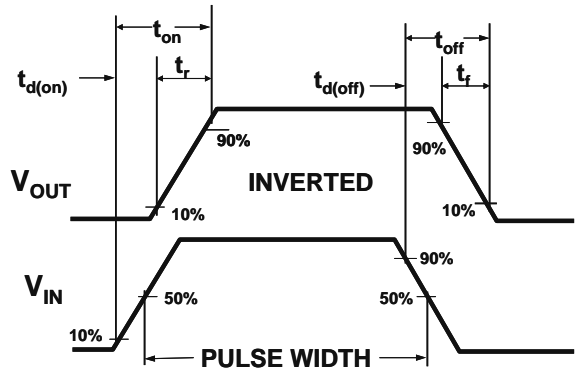 t_on
t_off
t_d(on)
t_r
t_d(off)
t_f
90%
90%
V_OUT
INVERTED
10%
10%
90%
V_IN
50%
50%
10%
PULSE WIDTH